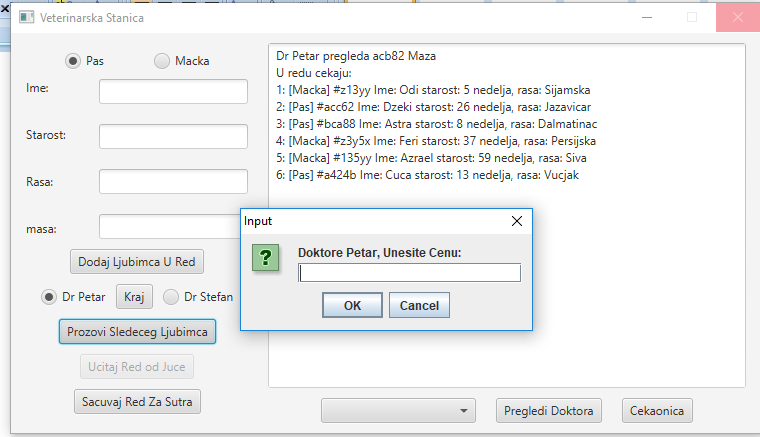 Veterinarska Stanica
Pas
Macka
Ime:
Starost:
Rasa:
masa:
Dodaj Ljubimca U Red
Dr Petar
Kraj
Dr Stefan
Prozovi Sledeceg Ljubimca
Ucitaj Red od Juce
Sacuvaj Red Za Sutra
Dr Petar pregleda acb82 Maza
U redu cekaju:
1: [Macka] #z13yy Ime: Odi starost: 5 nedelja, rasa: Sijamska
2: [Pas] #acc62 Ime: Dzeki starost: 26 nedelja, rasa: Jazavicar
3: [Pas] #bca88 Ime: Astra starost: 8 nedelja, rasa: Dalmatinac
4: [Macka] #z3y5x Ime: Feri starost: 37 nedelja, rasa: Persijska
5: [Macka] #135yy Ime: Azrael starost: 59 nedelja, rasa: Siva
6: [Pas] #a424b Ime: Cuca starost: 13 nedelja, rasa: Vucjak
Input
Doktore Petar, Unesite Cenu:
OK
Cancel
Pregledi Doktora
Cekaonica